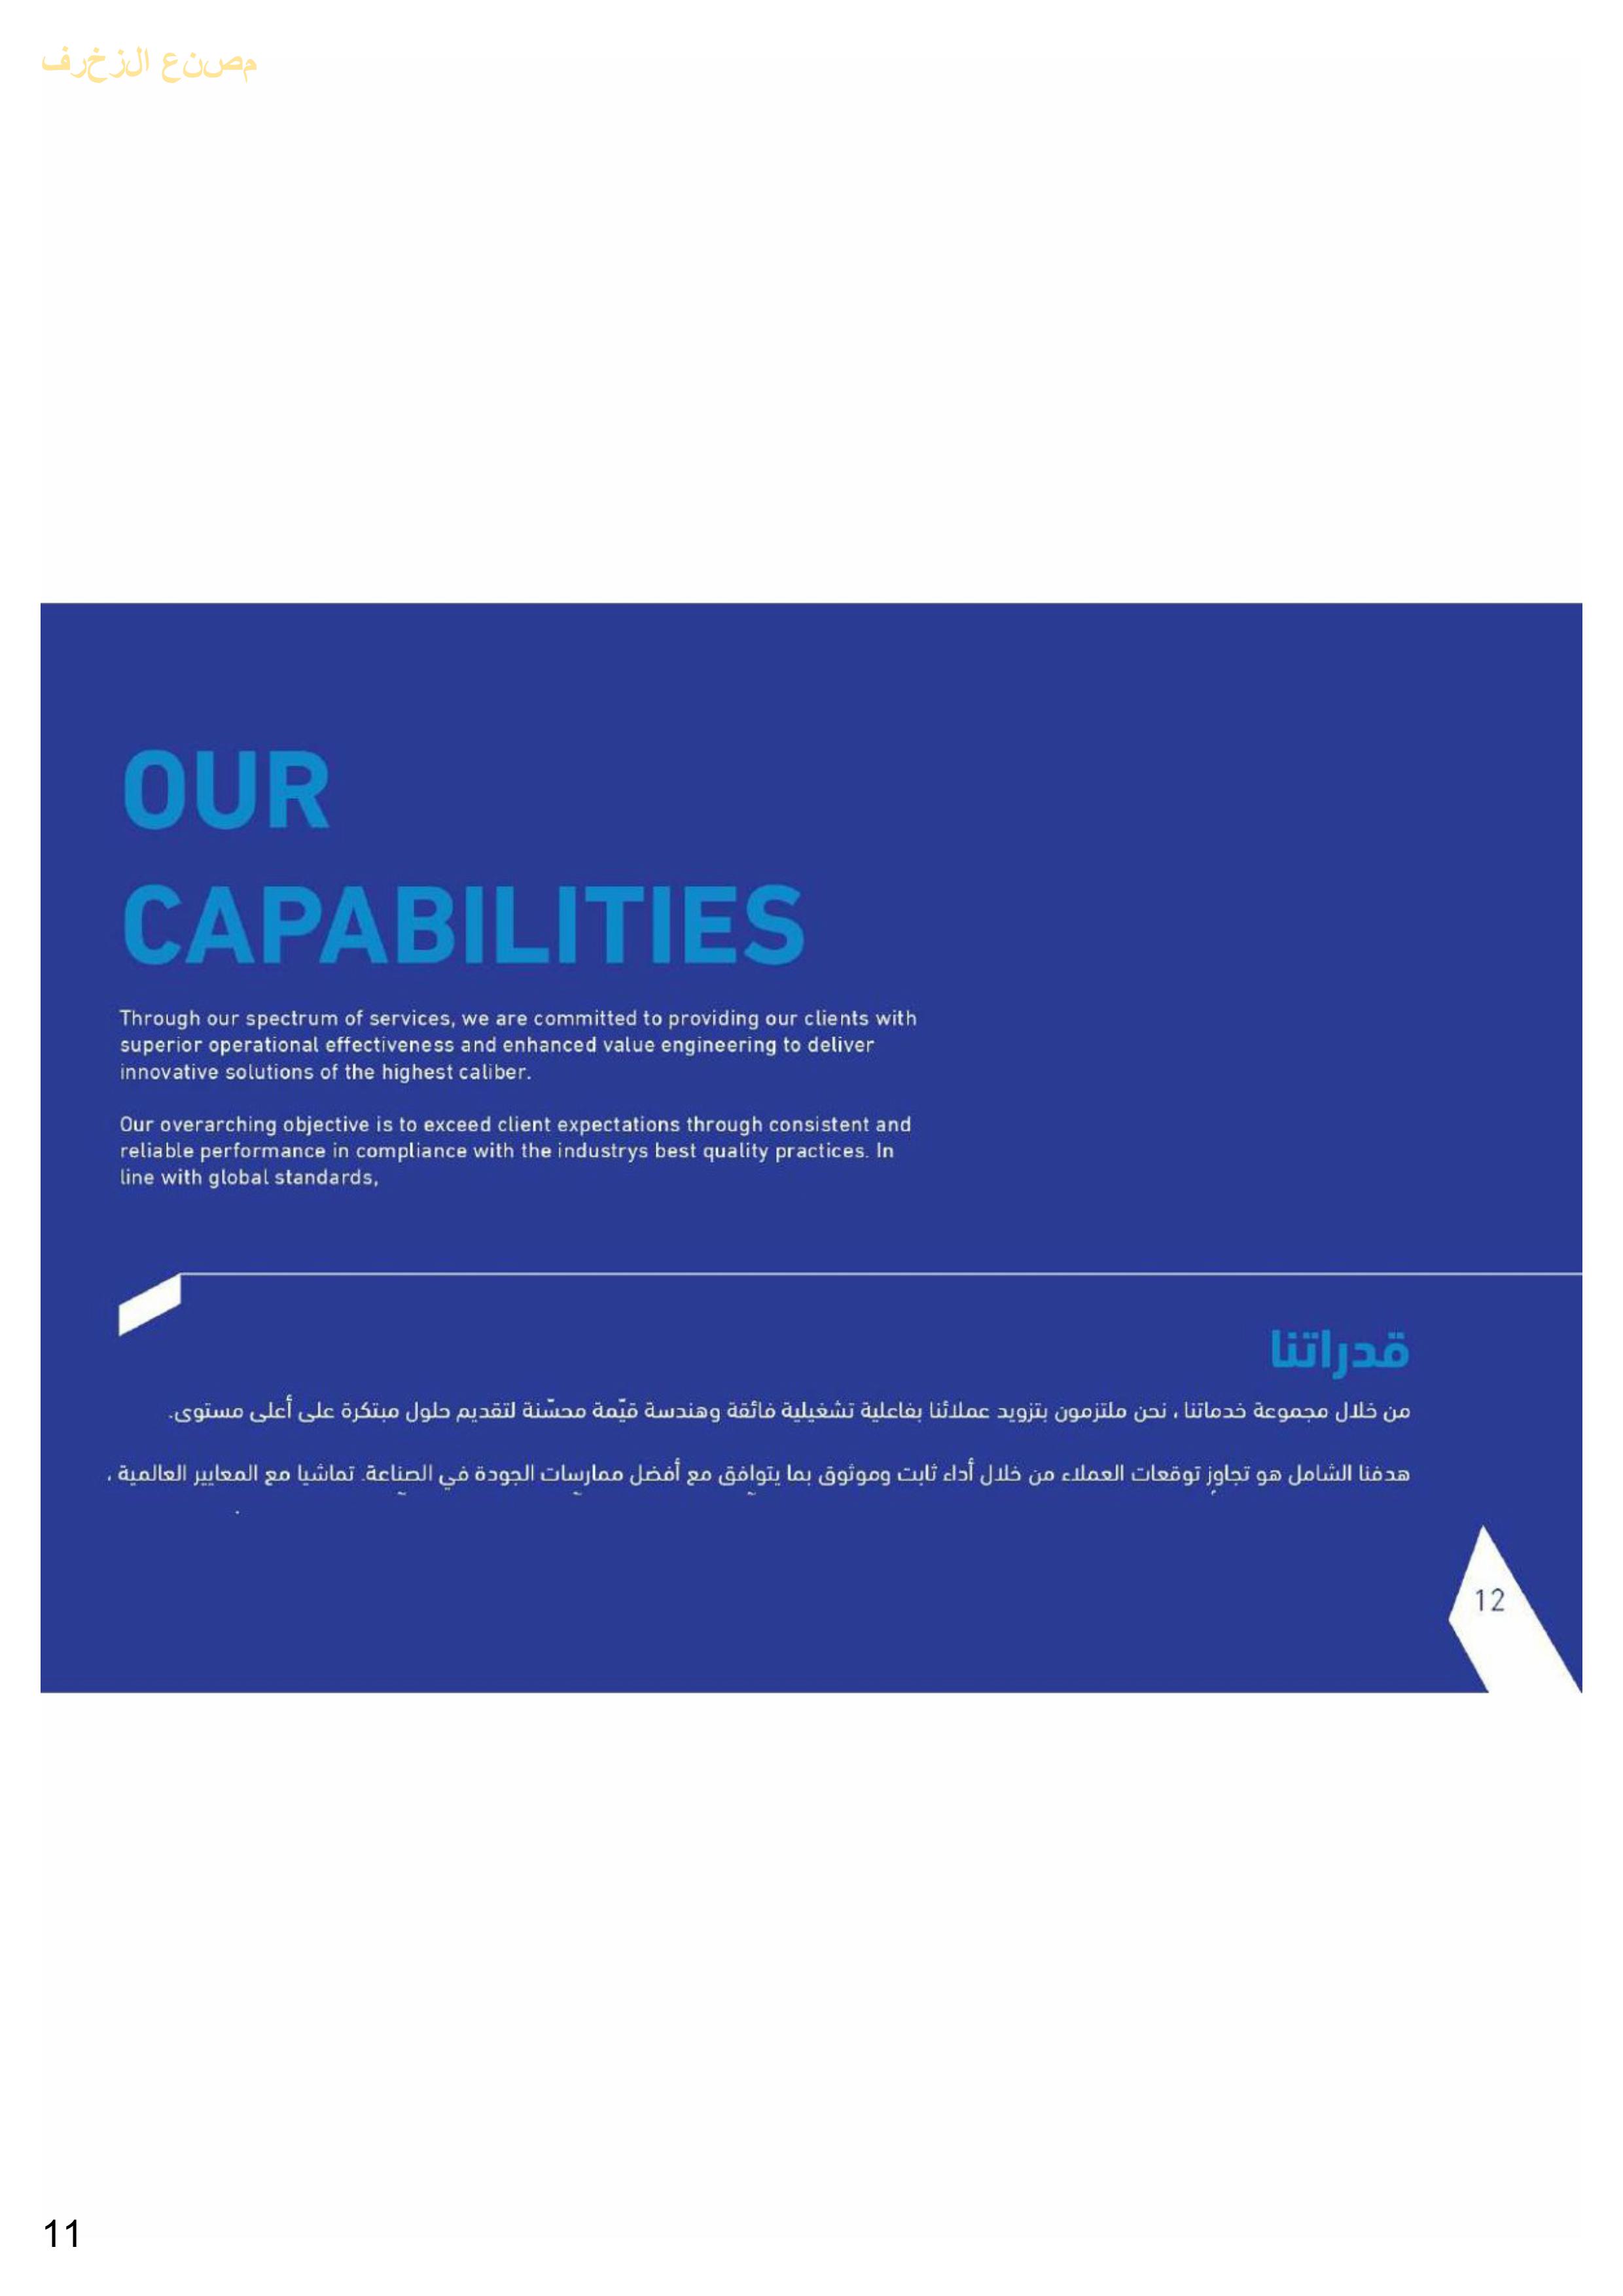 مصنع الزخرف
OUR
CAPABILITIES
Through our spectrum of services, we are committed to providing our clients with
superior operational effectiveness and enhanced value engineering to deliver
innovative solutions of the highest caliber.
Our overarching objective is to exceed client expectations through consistent and
reliable performance in compliance with the industrys best quality practices. In
line with global standards,
قدراتنا
من خلال مجموعة خدماتنا ، نحن ملتزمون بتزويد عملائنا بفاعلية تشغيلية فائقة وهندسة قيّمة محسّنة لتقديم حلول مبتكرة على أعلى مستوى.
هدفنا الشامل هو تجاوز توقعات العملاء من خلال أداء ثابت وموثوق بما يتوافق مع أفضل ممارسات الجودة في الصناعة. تماشيا مع المعايير العالمية ،
12
11